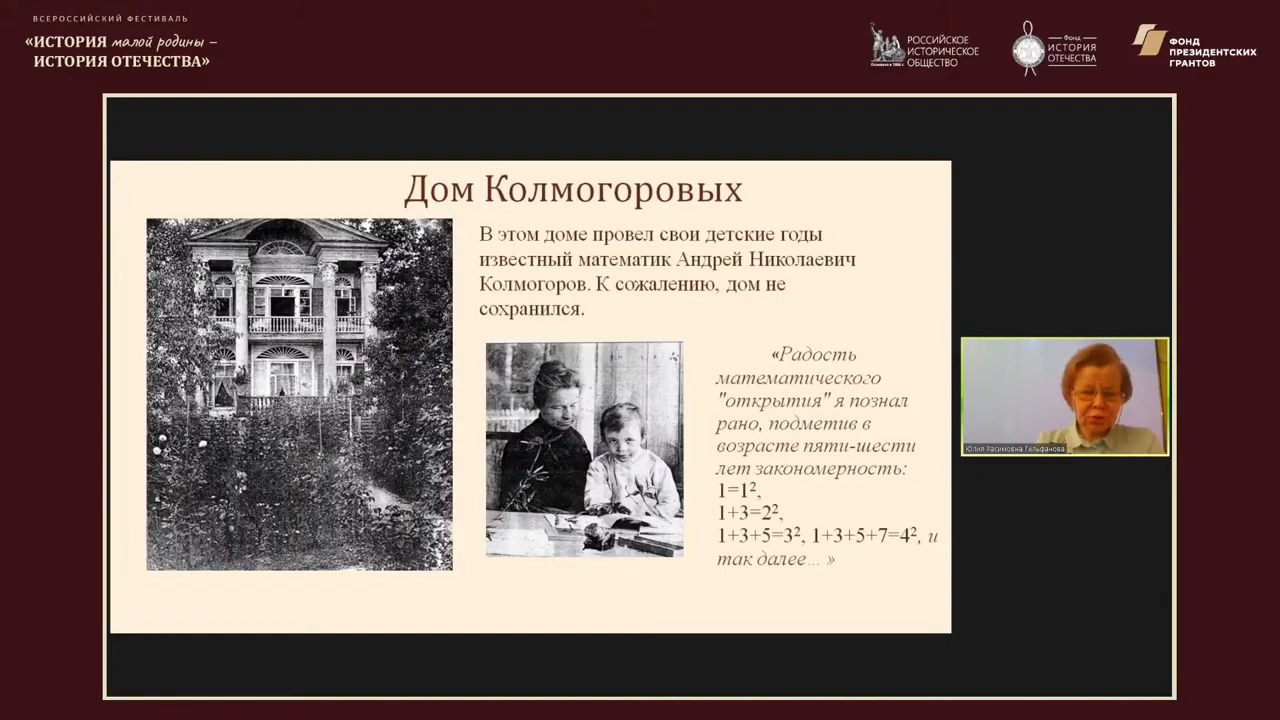 ВСЕРОССИЙСКИЙ ФЕСТИВАЛЬ
«ИСТОРИЯ малой родины –
ИСТОРИЯ ОТЕЧЕСТВА»
РОССИЙСКОЕ
ИСТОРИЧЕСКОЕ
ОБЩЕСТВО
Основано в 1866 г.
Фонд
ИСТОРИЯ
ОТЕЧЕСТВА
ФОНД
ПРЕЗИДЕНТСКИХ
ГРАНТОВ
Дом Колмогоровых
В этом доме провел свои детские годы
известный математик Андрей Николаевич
Колмогоров. К сожалению, дом не
сохранился.
«Радость
математического
"открытия" я познал
рано, подметив в
возрасте пяти-шести
лет закономерность:
1=1²,
1+3=2²,
1+3+5=3², 1+3+5+7=4², и
так далее... »
Юлия Расимовна Гильфанова